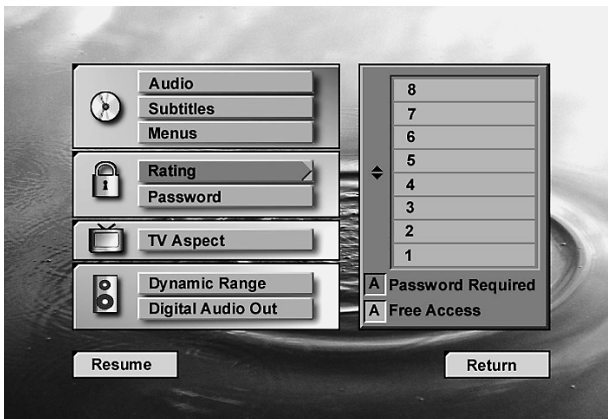 Audio
Subtitles
Menus
Rating
Password
TV Aspect
Dynamic Range
Digital Audio Out
8
7
6
5
4
3
2
1
A Password Required
A Free Access
Resume
Return